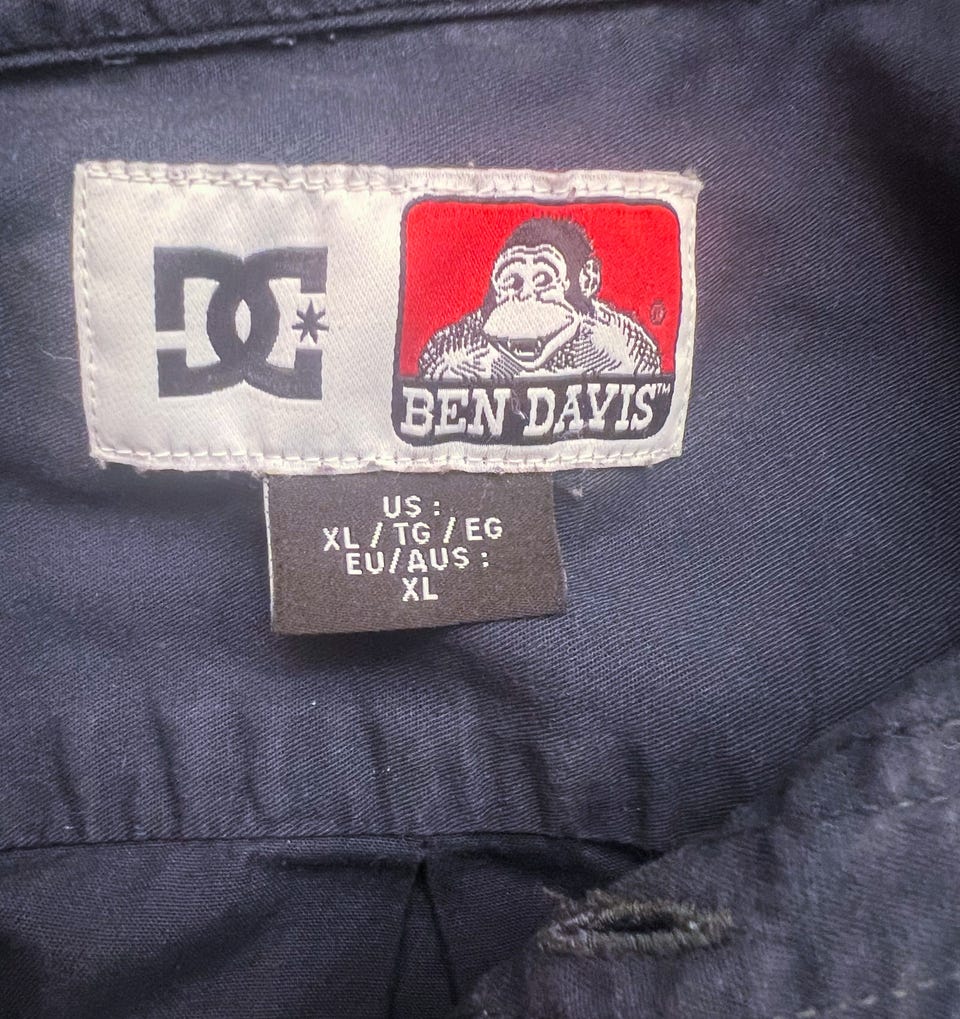 DC*
BEN DAVIS™
®
US :
XL / TG / EG
EU/AUS :
XL